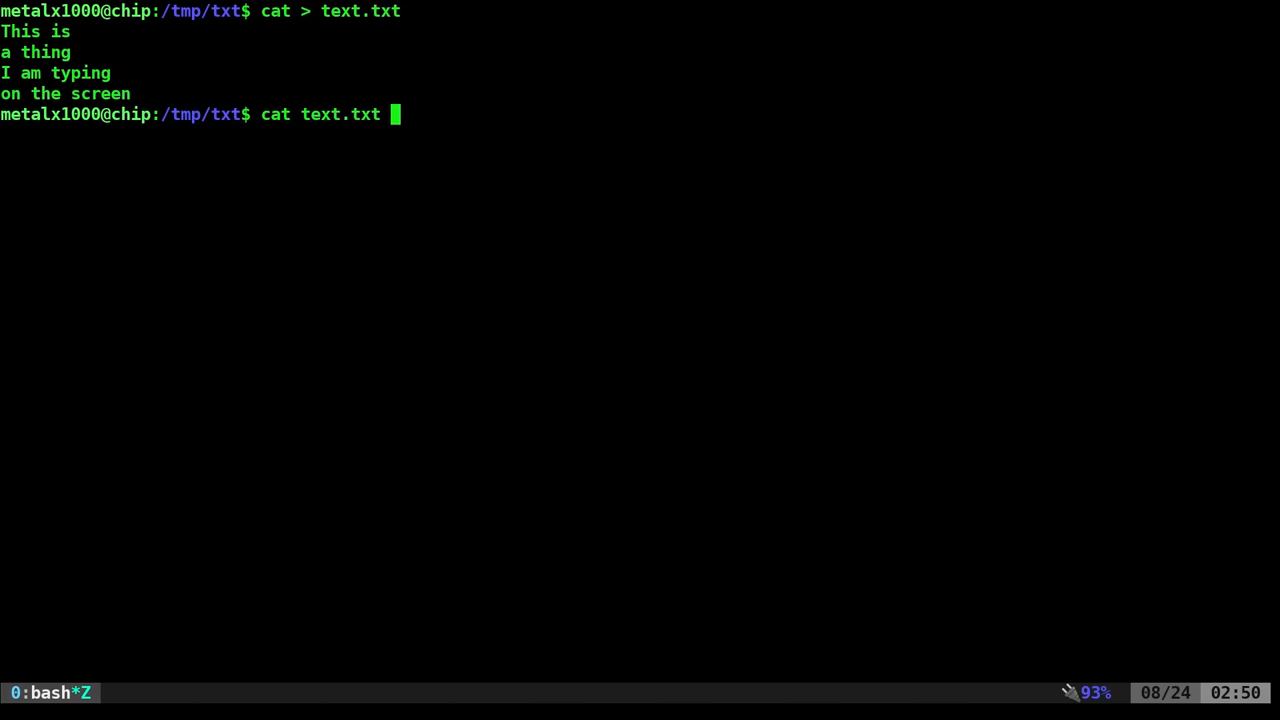 metalx1000@chip:/tmp/txt$ cat > text.txt
This is
a thing
I am typing
on the screen
metalx1000@chip:/tmp/txt$ cat text.txt
0:bash*Z 93% 08/24 02:50